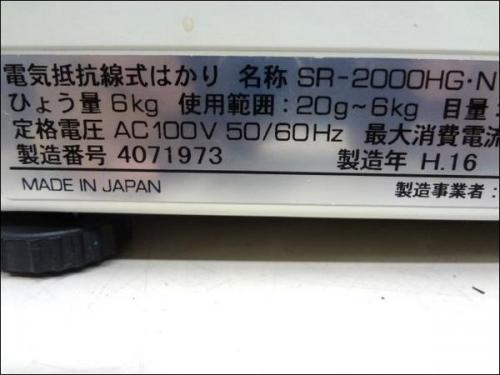 電気抵抗線式はかり 名称 SR-2000HG・N
ひょう量 6kg 使用範囲:20g~6kg 目量:
定格電圧 AC100V 50/60Hz 最大消費電流
製造番号 4071973 製造年 H.16
MADE IN JAPAN 製造事業者: